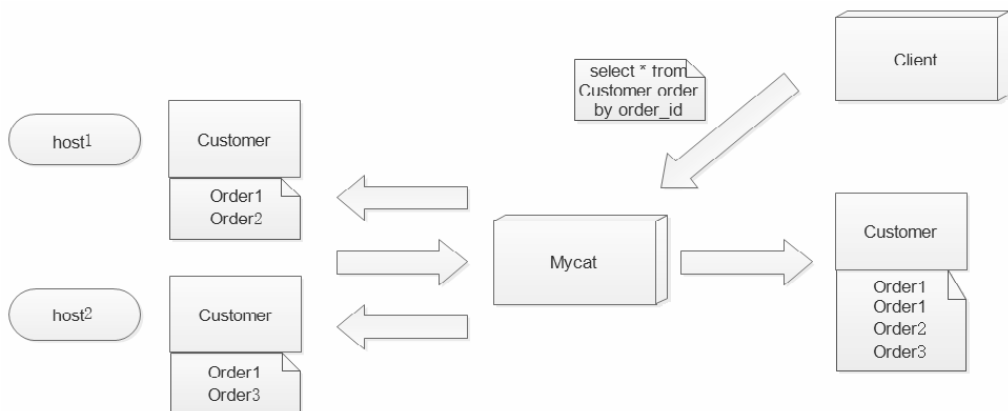 Client
select * from
Customer order
by order_id
host1
Customer
Order1
Order2
Mycat
Customer
Order1
Order1
Order2
Order3
host2
Customer
Order1
Order3